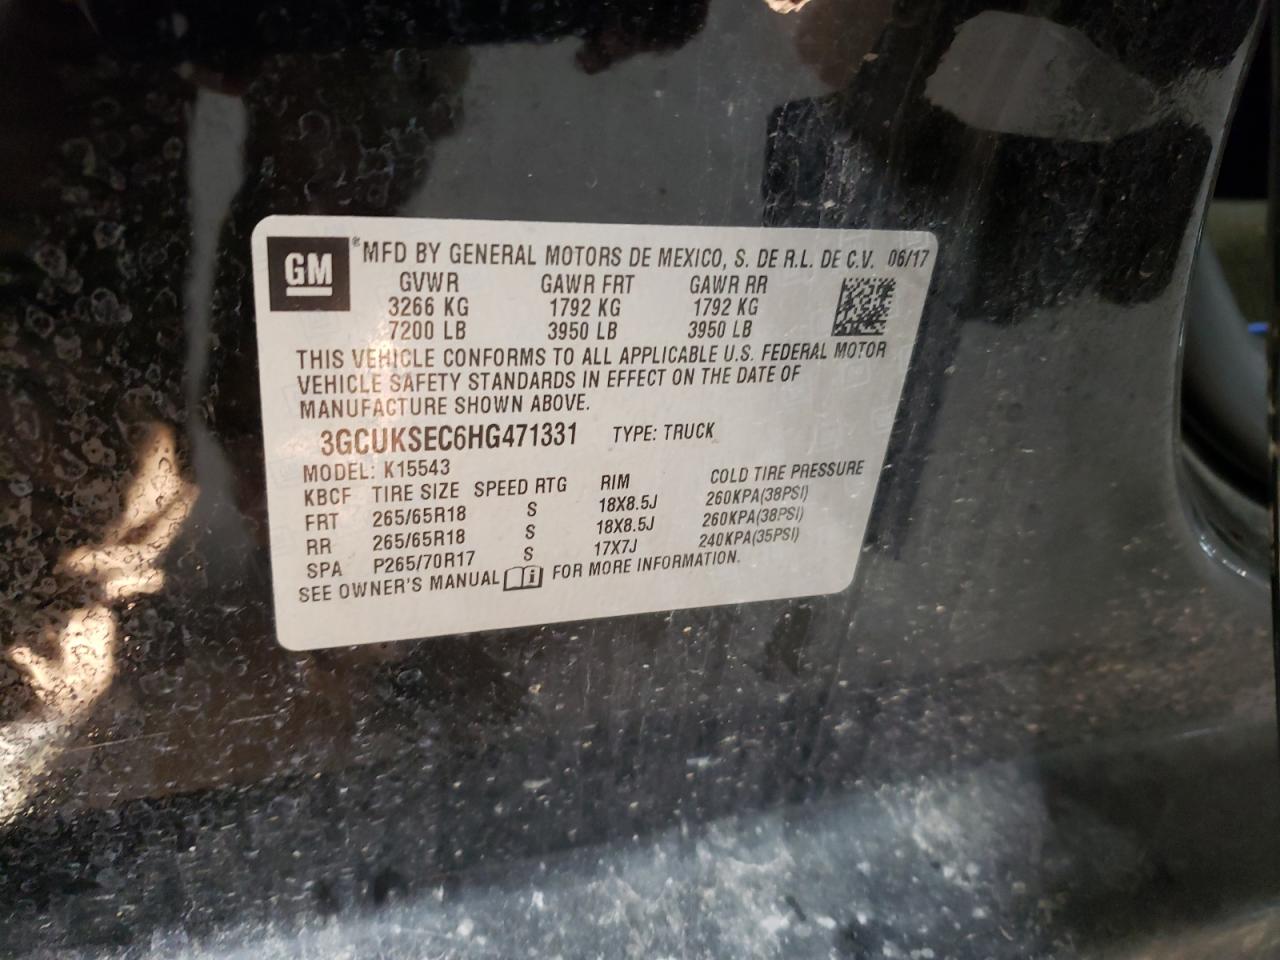 GM ® MFD BY GENERAL MOTORS DE MEXICO, S. DE R.L. DE C.V. 06/17
GVWR GAWR FRT GAWR RR
3266 KG 1792 KG 1792 KG
7200 LB 3950 LB 3950 LB
THIS VEHICLE CONFORMS TO ALL APPLICABLE U.S. FEDERAL MOTOR
VEHICLE SAFETY STANDARDS IN EFFECT ON THE DATE OF
MANUFACTURE SHOWN ABOVE.
3GCUKSEC6HG471331 TYPE: TRUCK
MODEL: K15543
KBCF TIRE SIZE SPEED RTG RIM COLD TIRE PRESSURE
FRT 265/65R18 S 18X8.5J 260KPA(38PSI)
RR 265/65R18 S 18X8.5J 260KPA(38PSI)
SPA P265/70R17 S 17X7J 240KPA(35PSI)
SEE OWNER'S MANUAL i FOR MORE INFORMATION.